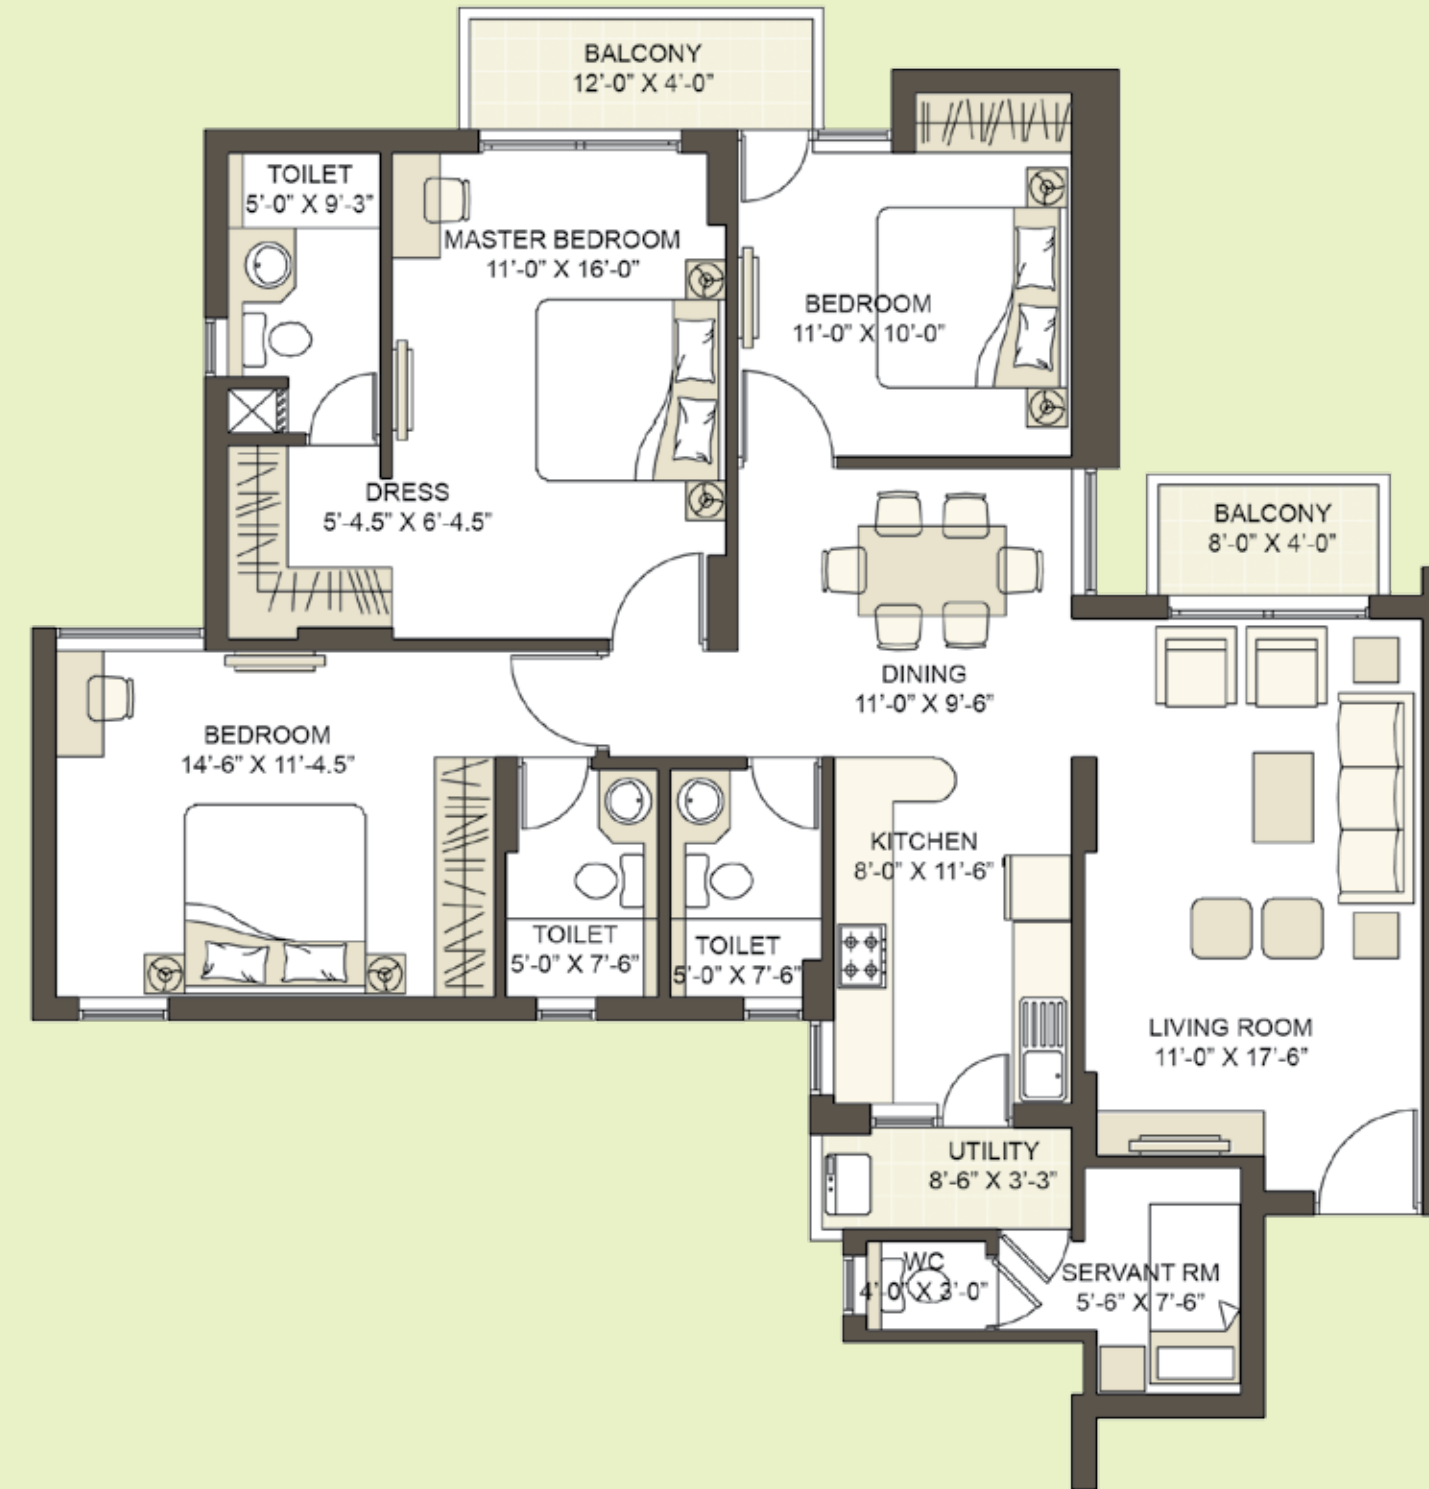 BALCONY
12'-0" X 4'-0"
TOILET
5'-0" X 9'-3"
MASTER BEDROOM
11'-0" X 16'-0"
BEDROOM
11'-0" X 10'-0"
DRESS
5'-4.5" X 6'-4.5"
BALCONY
8'-0" X 4'-0"
DINING
11'-0" X 9'-6"
BEDROOM
14'-6" X 11'-4.5"
KITCHEN
8'-0" X 11'-6"
TOILET
5'-0" X 7'-6"
TOILET
5'-0" X 7'-6"
LIVING ROOM
11'-0" X 17'-6"
UTILITY
8'-6" X 3'-3"
WC
4'-0" X 3'-0"
SERVANT RM
5'-6" X 7'-6"